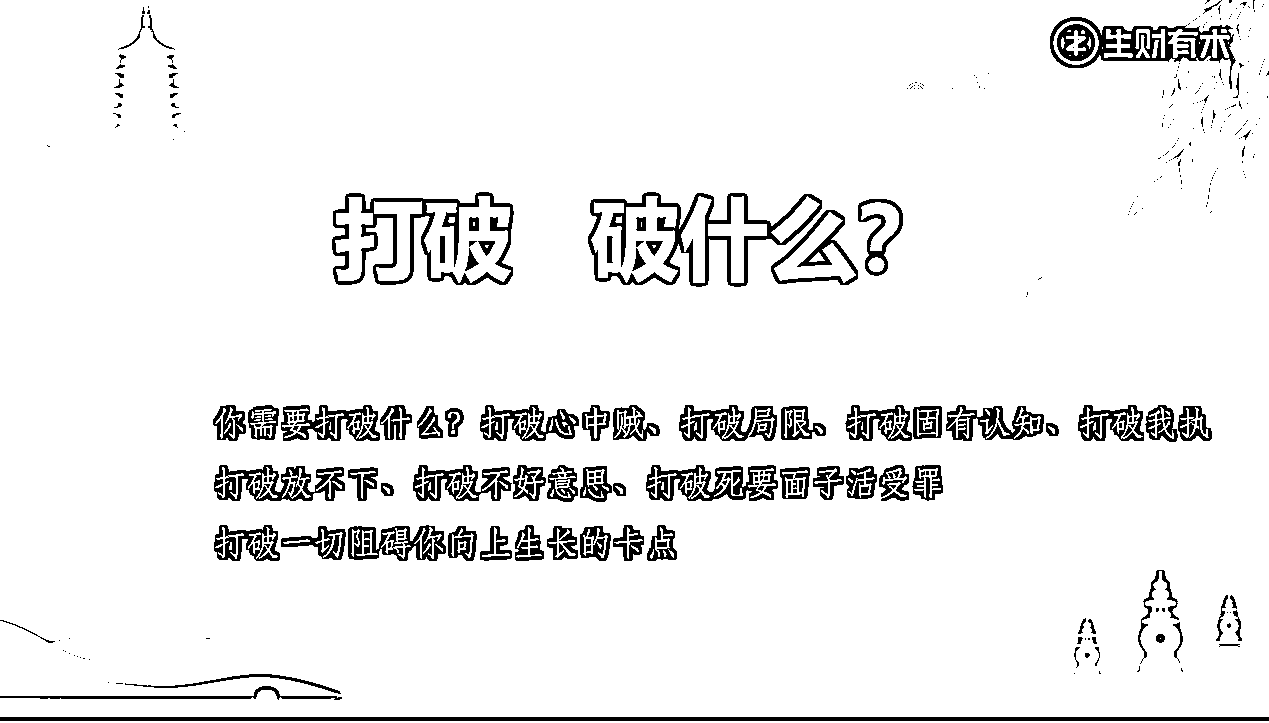 生财有术
打破 破什么？
你需要打破什么？打破心中贼、打破局限、打破固有认知、打破我执
打破放不下、打破不好意思、打破死要面子活受罪
打破一切阻碍你向上生长的卡点